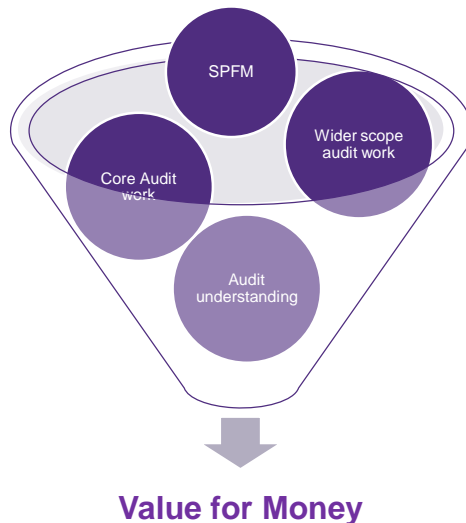 SPFM
Wider scope
audit work
Core Audit
work
Audit
understanding
Value for Money